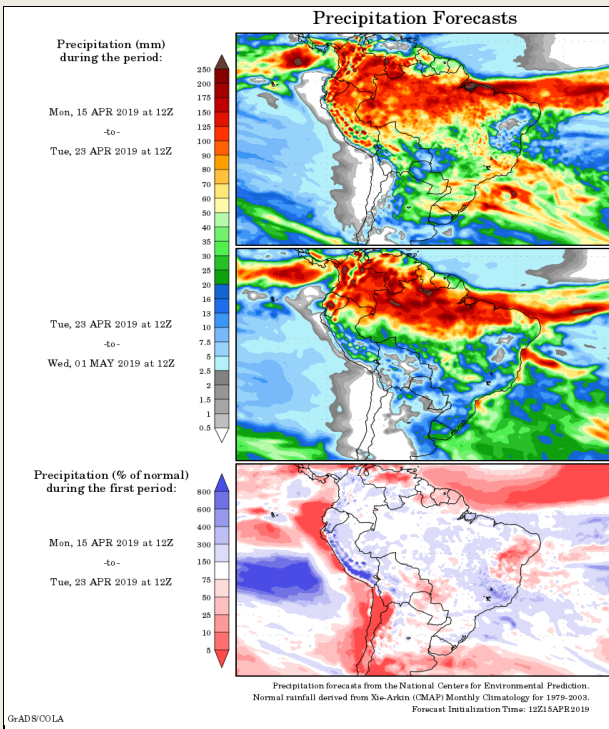 Precipitation Forecasts
Precipitation (mm)
during the period:
Mon, 15 APR 2019 at 12Z
-to-
Tue, 23 APR 2019 at 12Z
250
200
175
150
125
100
90
80
70
60
50
40
35
30
25
20
16
13
10
7.5
5
2.5
2
1.5
1
0.5
Tue, 23 APR 2019 at 12Z
-to-
Wed, 01 MAY 2019 at 12Z
Precipitation (% of normal)
during the first period:
Mon, 15 APR 2019 at 12Z
-to-
Tue, 23 APR 2019 at 12Z
800
600
400
300
150
75
50
25
10
5
Precipitation forecasts from the National Centers for Environmental Prediction.
Normal rainfall derived from Xie-Arkin (CMAP) Monthly Climatology for 1979-2003.
Forecast Initialization Time: 12Z15APR2019
GrADS/COLA